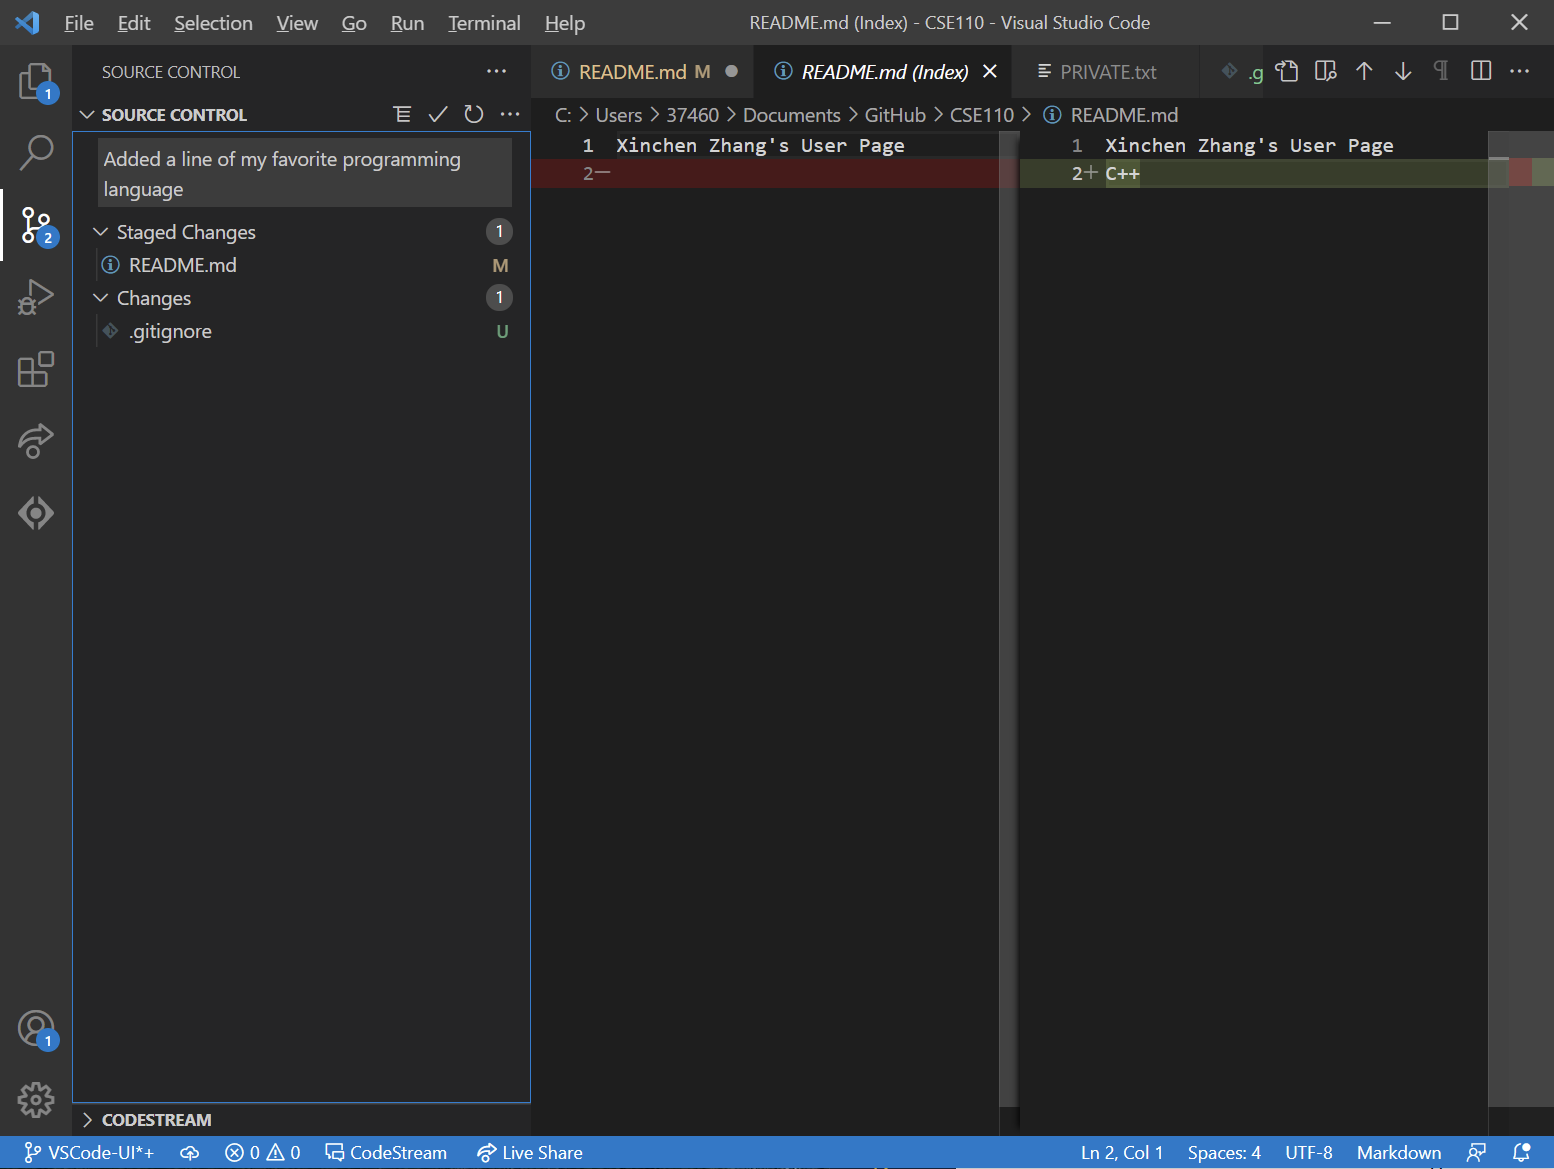 File Edit Selection View Go Run Terminal Help README.md (Index) - CSE110 - Visual Studio Code
SOURCE CONTROL
README.md M README.md (Index) PRIVATE.txt .g
1
SOURCE CONTROL
C: Users 37460 Documents GitHub CSE110 README.md
Added a line of my favorite programming
language
1 Xinchen Zhang's User Page
2—
1 Xinchen Zhang's User Page
2+ C++
2
Staged Changes 1
README.md M
Changes 1
.gitignore U
1
CODESTREAM
VSCode-UI*+ 0 0 CodeStream Live Share Ln 2, Col 1 Spaces: 4 UTF-8 Markdown